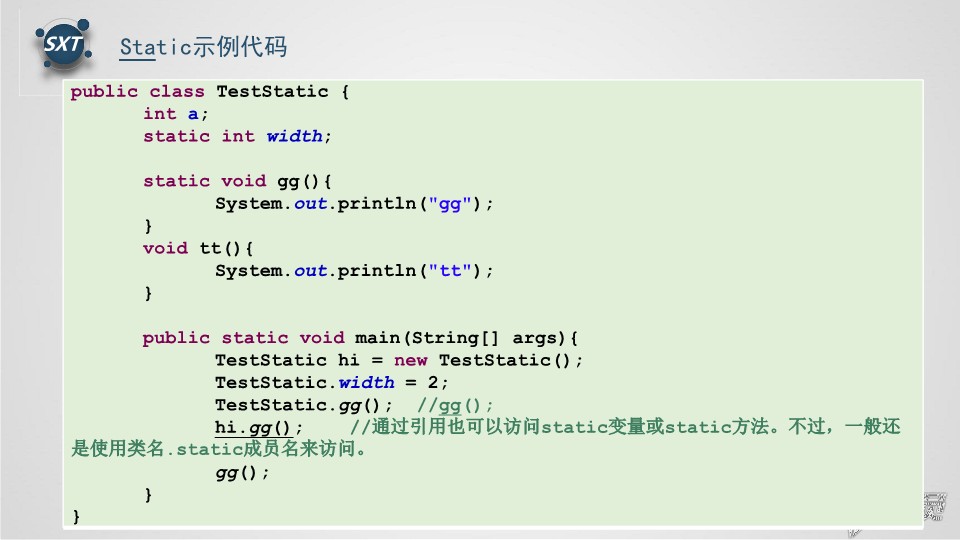 SXT
Static示例代码
public class TestStatic {
int a;
static int width;
static void gg(){
System.out.println("gg");
}
void tt(){
System.out.println("tt");
}
public static void main(String[] args){
TestStatic hi = new TestStatic();
TestStatic.width = 2;
TestStatic.gg(); //gg();
hi.gg(); //通过引用也可以访问static变量或static方法。不过，一般还
是使用类名.static成员名来访问。
gg();
}
}